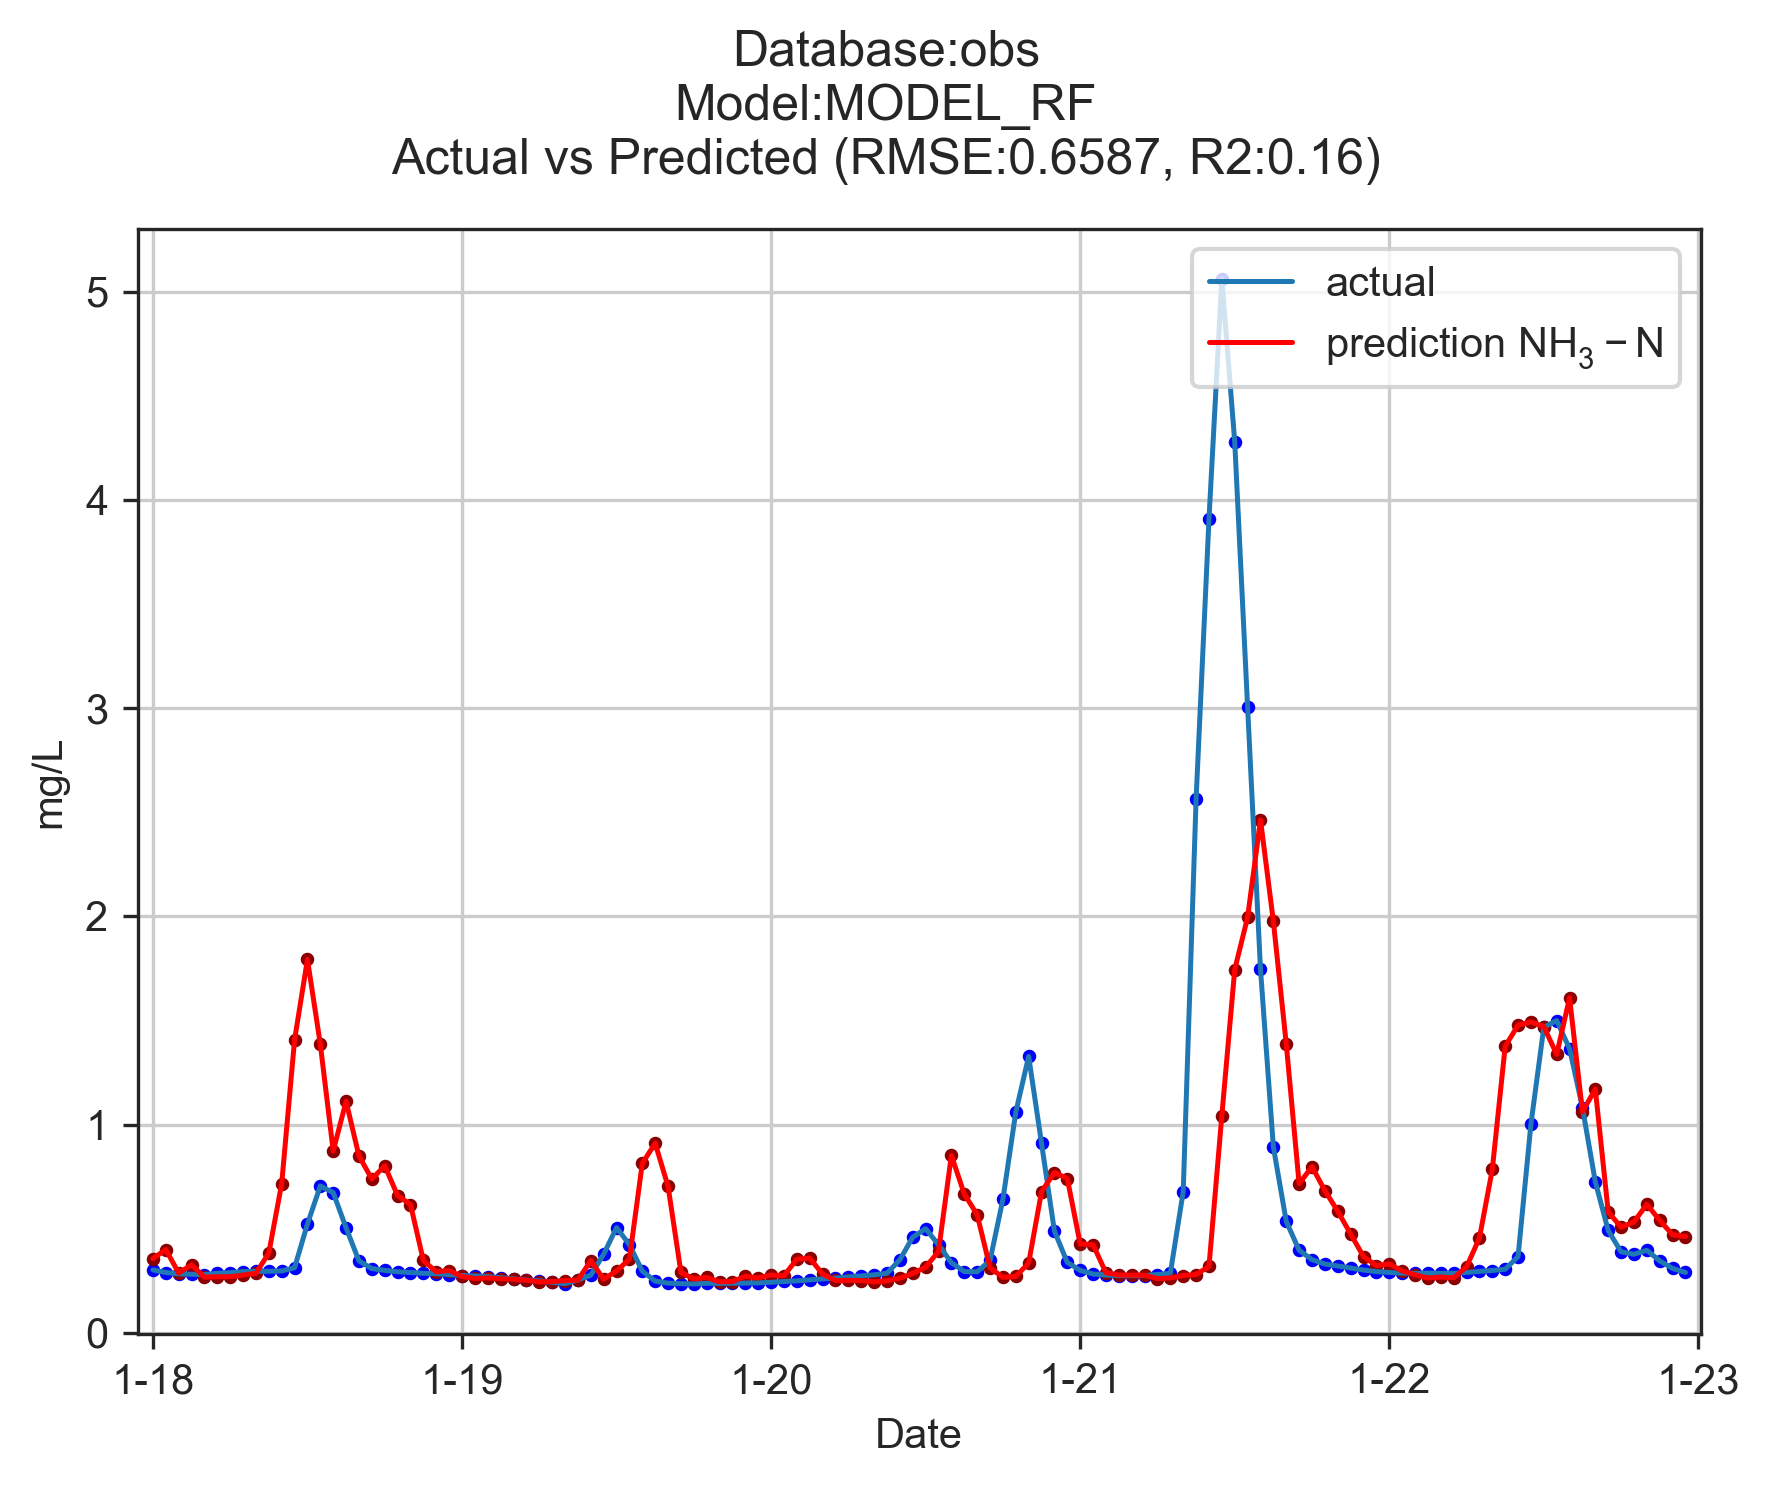 Database:obs
Model:MODEL_RF
Actual vs Predicted (RMSE:0.6587, R2:0.16)
actual
prediction NH₃ − N
5
4
3
2
1
0
mg/L
1-18 1-19 1-20 1-21 1-22 1-23
Date